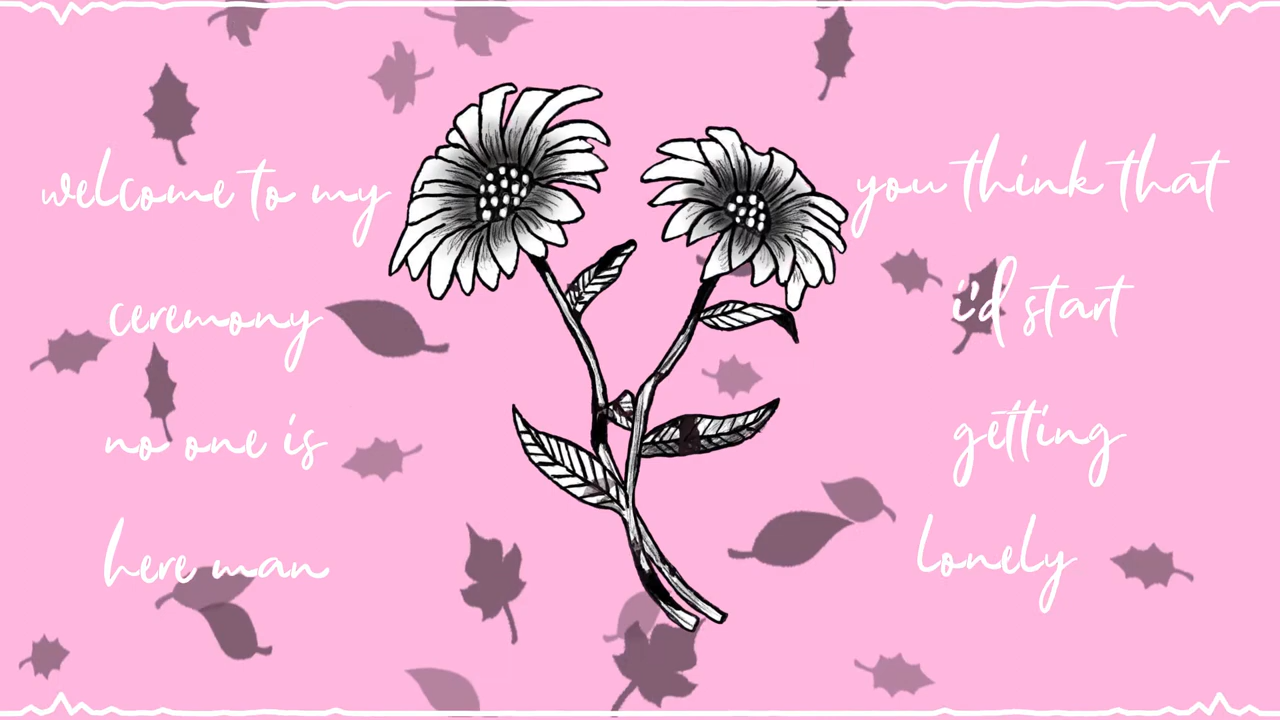 welcome to my
ceremony
no one is
here man
you think that
i'd start
getting
lonely